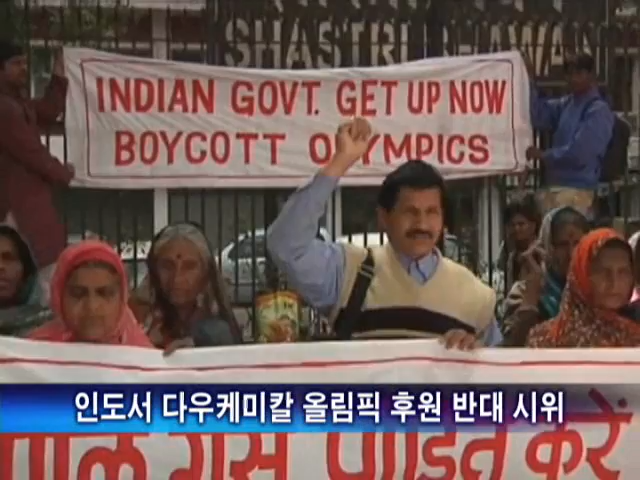 SHASTRI BHAWAN
INDIAN GOVT. GET UP NOW
BOYCOTT OLYMPICS
인도서 다우케미칼 올림픽 후원 반대 시위
गैस पीड़ित करें